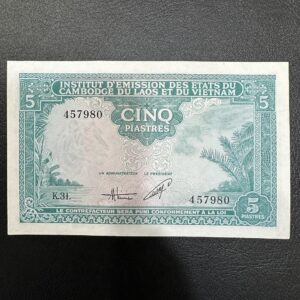 INSTITUT D'EMISSION DES ETATS DU
CAMBODGE DU LAOS ET DU VIETNAM
5
457980
CINQ
PIASTRES
5
UN ADMINISTRATEUR LE PRESIDENT
K.31.
457980
5
PIASTRES
LE CONTREFACTEUR SERA PUNI CONFORMEMENT A LA LOI